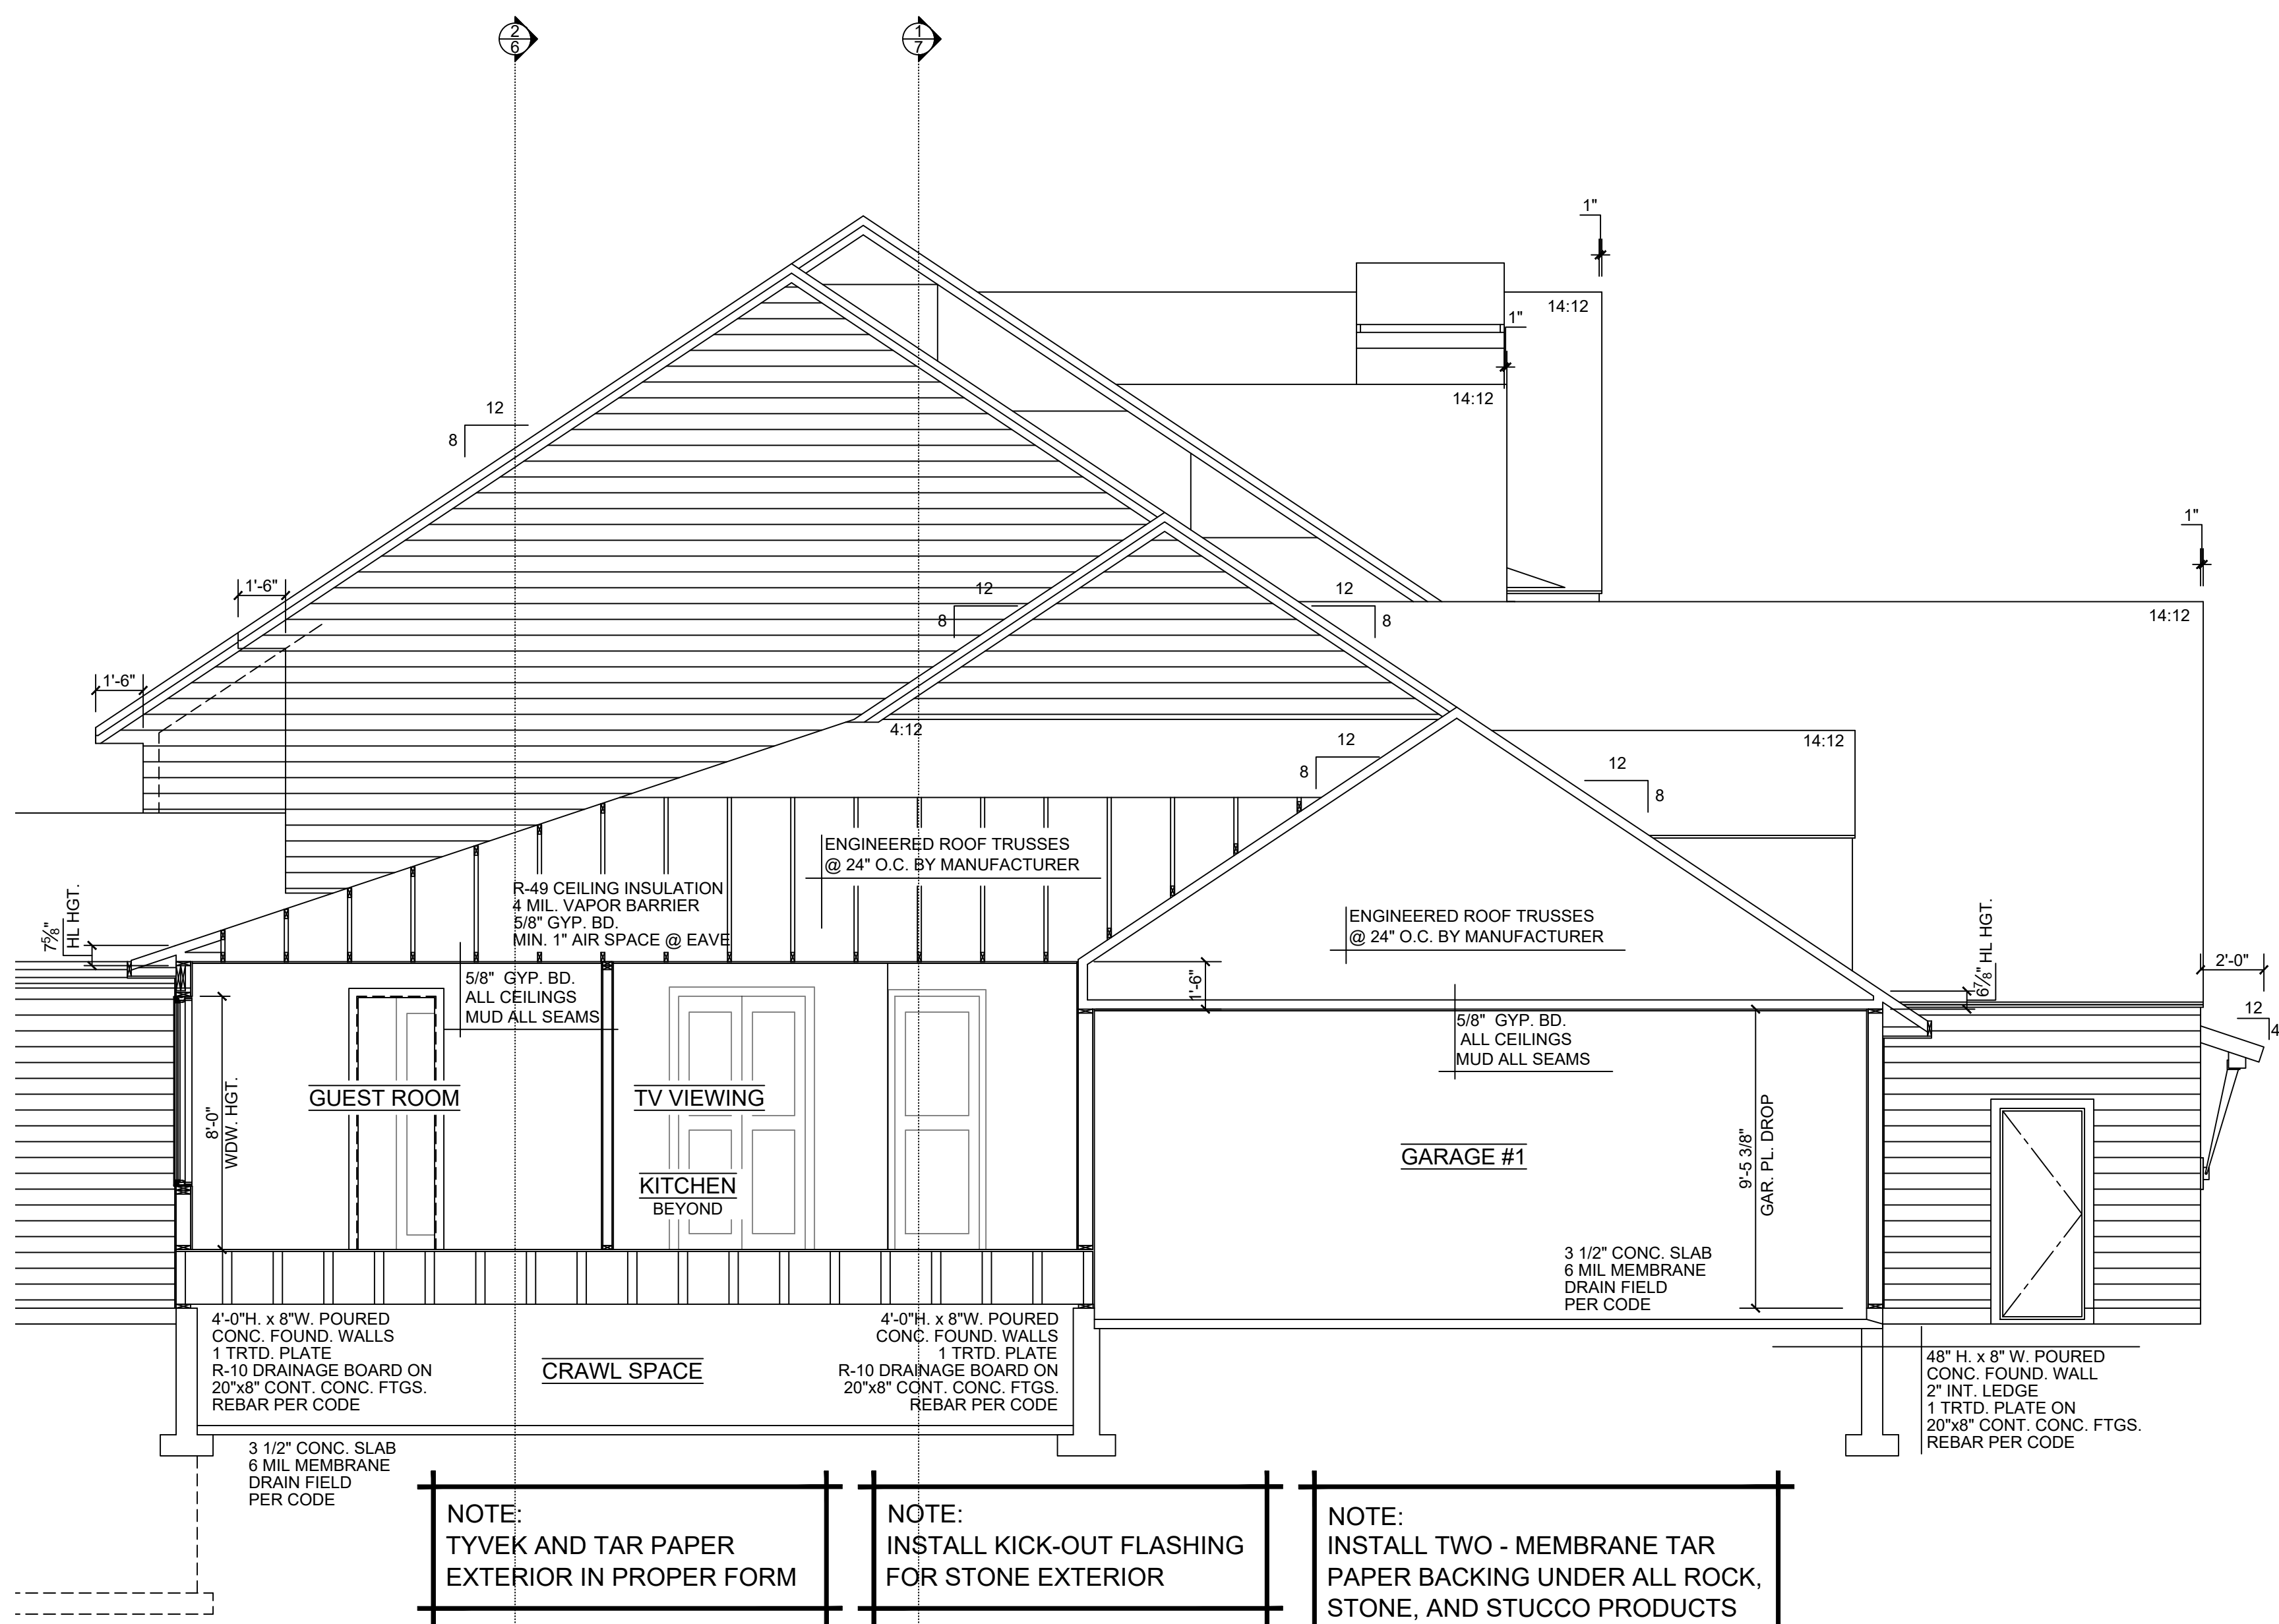 2
6
1
7
1"
14:12
1"
14:12
12
8
1"
1'-6"
12
8
12
8
14:12
1'-6"
4:12
12
8
14:12
12
8
ENGINEERED ROOF TRUSSES
@ 24" O.C. BY MANUFACTURER
R-49 CEILING INSULATION
4 MIL. VAPOR BARRIER
5/8" GYP. BD.
MIN. 1" AIR SPACE @ EAVE
7 5/8"
HL HGT.
ENGINEERED ROOF TRUSSES
@ 24" O.C. BY MANUFACTURER
6 7/8" HL HGT.
2'-0"
12
4
1'-6"
5/8" GYP. BD.
ALL CEILINGS
MUD ALL SEAMS
5/8" GYP. BD.
ALL CEILINGS
MUD ALL SEAMS
8'-0"
WDW. HGT.
GUEST ROOM
TV VIEWING
KITCHEN
BEYOND
GARAGE #1
9'-5 3/8"
GAR. PL. DROP
3 1/2" CONC. SLAB
6 MIL MEMBRANE
DRAIN FIELD
PER CODE
4'-0"H. x 8"W. POURED
CONC. FOUND. WALLS
1 TRTD. PLATE
R-10 DRAINAGE BOARD ON
20"x8" CONT. CONC. FTGS.
REBAR PER CODE
CRAWL SPACE
4'-0"H. x 8"W. POURED
CONC. FOUND. WALLS
1 TRTD. PLATE
R-10 DRAINAGE BOARD ON
20"x8" CONT. CONC. FTGS.
REBAR PER CODE
48" H. x 8" W. POURED
CONC. FOUND. WALL
2" INT. LEDGE
1 TRTD. PLATE ON
20"x8" CONT. CONC. FTGS.
REBAR PER CODE
3 1/2" CONC. SLAB
6 MIL MEMBRANE
DRAIN FIELD
PER CODE
NOTE:
TYVEK AND TAR PAPER
EXTERIOR IN PROPER FORM
NOTE:
INSTALL KICK-OUT FLASHING
FOR STONE EXTERIOR
NOTE:
INSTALL TWO - MEMBRANE TAR
PAPER BACKING UNDER ALL ROCK,
STONE, AND STUCCO PRODUCTS